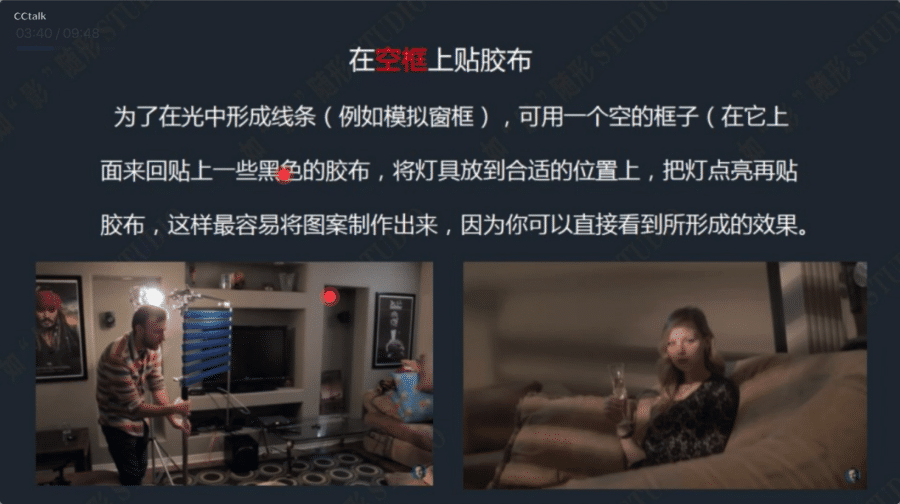 CCtalk
03:40 / 09:48
在空框上贴胶布
为了在光中形成线条（例如模拟窗框），可用一个空的框子（在它上
面来回贴上一些黑色的胶布，将灯具放到合适的位置上，把灯点亮再贴
胶布，这样最容易将图案制作出来，因为你可以直接看到所形成的效果。